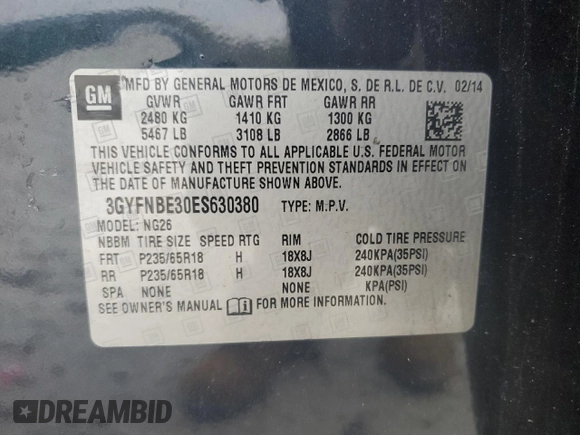 GM
MFD BY GENERAL MOTORS DE MEXICO, S. DE R.L. DE C.V. 02/14
GVWR GAWR FRT GAWR RR
2480 KG 1410 KG 1300 KG
5467 LB 3108 LB 2866 LB
THIS VEHICLE CONFORMS TO ALL APPLICABLE U.S. FEDERAL MOTOR
VEHICLE SAFETY AND THEFT PREVENTION STANDARDS IN EFFECT ON
THE DATE OF MANUFACTURE SHOWN ABOVE.
3GYFNBE30ES630380 TYPE: M.P.V.
MODEL: NG26
NBBM TIRE SIZE SPEED RTG RIM COLD TIRE PRESSURE
FRT P235/65R18 H 18X8J 240KPA(35PSI)
RR P235/65R18 H 18X8J 240KPA(35PSI)
SPA NONE NONE KPA(PSI)
SEE OWNER'S MANUAL FOR MORE INFORMATION.
DREAMBID